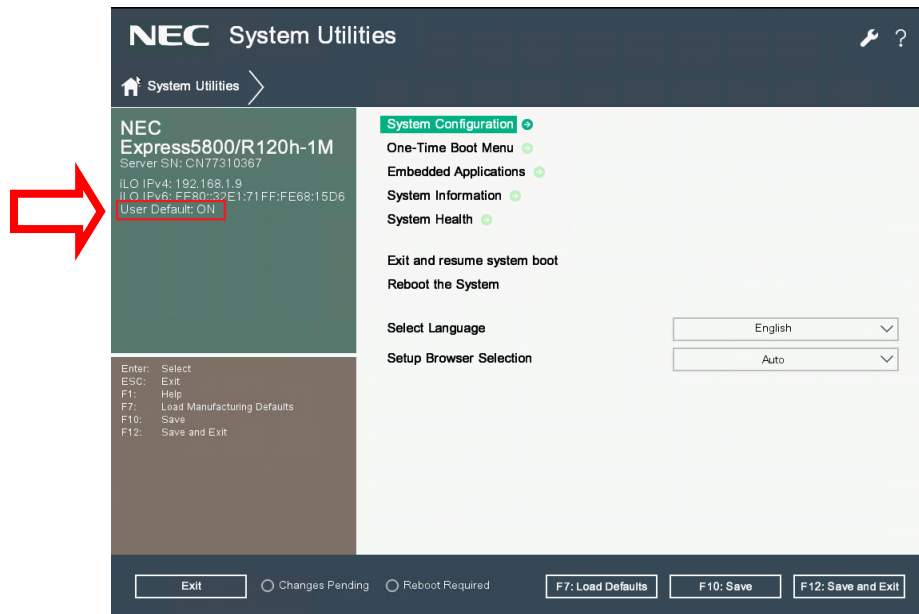 NEC System Utilities
?
System Utilities
NEC
Express5800/R120h-1M
Server SN: CN77310367
iLO IPv4: 192.168.1.9
iLO IPv6: FE80::32E1:71FF:FE68:15D6
User Default: ON
Enter: Select
ESC: Exit
F1: Help
F7: Load Manufacturing Defaults
F10: Save
F12: Save and Exit
System Configuration
One-Time Boot Menu
Embedded Applications
System Information
System Health
Exit and resume system boot
Reboot the System
Select Language English
Setup Browser Selection Auto
Exit Changes Pending Reboot Required F7: Load Defaults F10: Save F12: Save and Exit